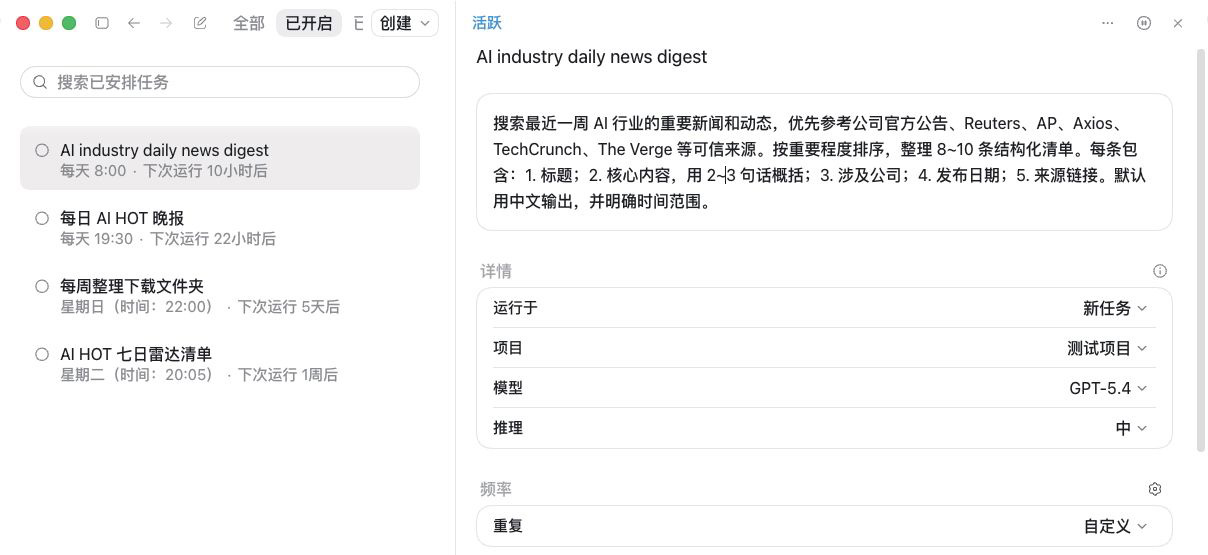 全部 已开启 创建
搜索已安排任务
AI industry daily news digest
每天 8:00 · 下次运行 10小时后
每日 AI HOT 晚报
每天 19:30 · 下次运行 22小时后
每周整理下载文件夹
星期日（时间：22:00） · 下次运行 5天后
AI HOT 七日雷达清单
星期二（时间：20:05） · 下次运行 1周后
活跃
AI industry daily news digest
搜索最近一周 AI 行业的重要新闻和动态，优先参考公司官方公告、Reuters、AP、Axios、
TechCrunch、The Verge 等可信来源。按重要程度排序，整理 8~10 条结构化清单。每条包
含：1. 标题；2. 核心内容，用 2~3 句话概括；3. 涉及公司；4. 发布日期；5. 来源链接。默认
用中文输出，并明确时间范围。
详情
运行于 新任务
项目 测试项目
模型 GPT-5.4
推理 中
频率
重复 自定义